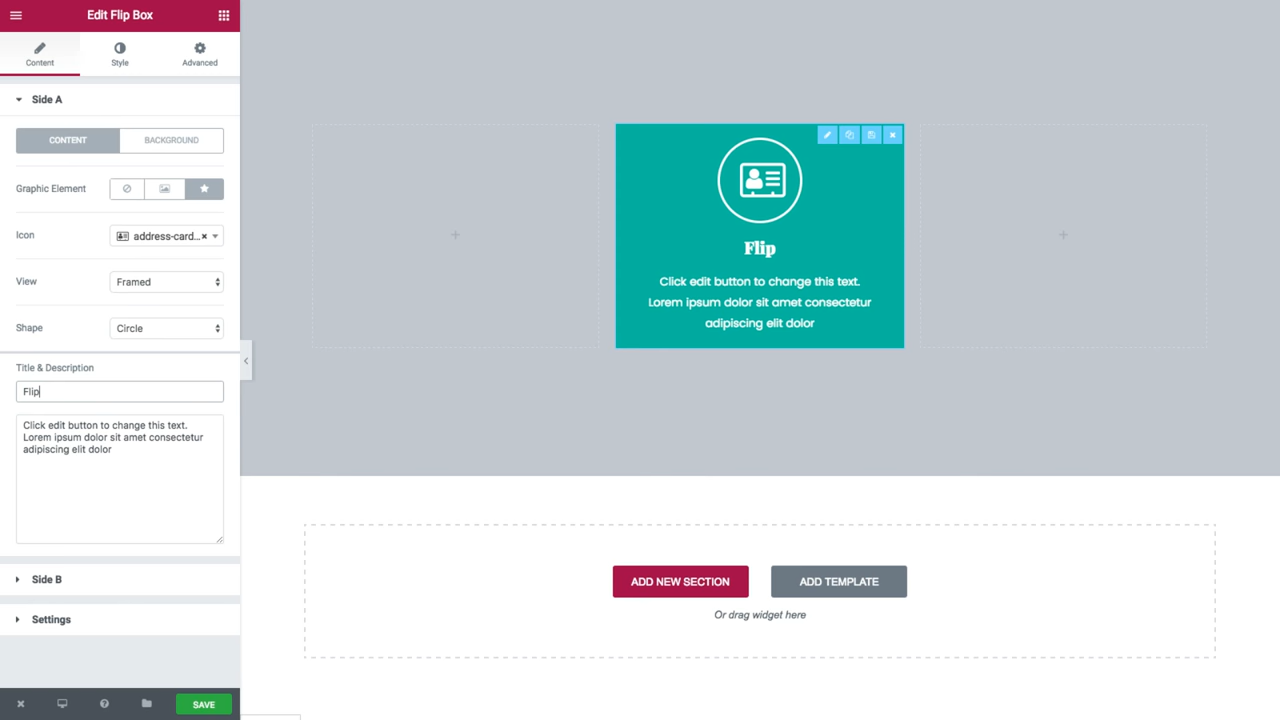 Edit Flip Box
Content
Style
Advanced
Side A
CONTENT
BACKGROUND
Graphic Element
Icon
address-card...
View
Framed
Shape
Circle
Title & Description
Flip
Click edit button to change this text.
Lorem ipsum dolor sit amet consectetur
adipiscing elit dolor
Side B
Settings
SAVE
Flip
Click edit button to change this text.
Lorem ipsum dolor sit amet consectetur
adipiscing elit dolor
ADD NEW SECTION
ADD TEMPLATE
Or drag widget here